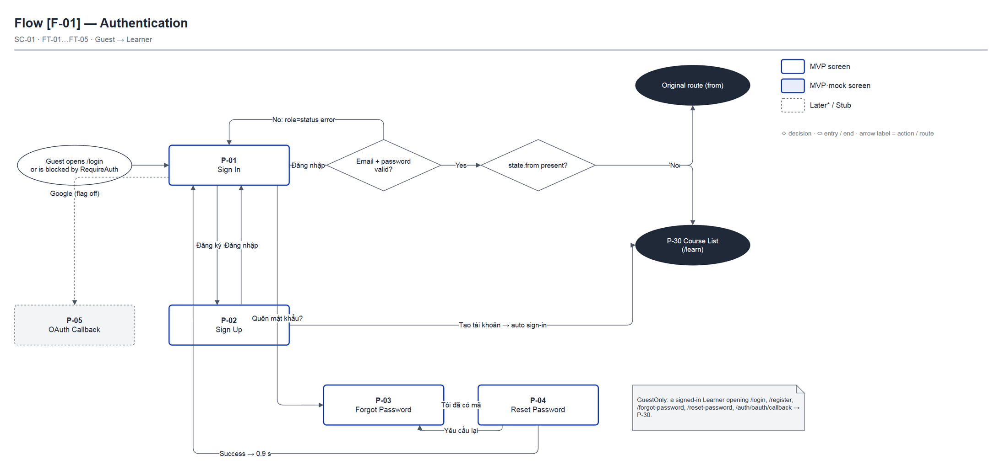 Flow [F-01] — Authentication
SC-01 · FT-01…FT-05 · Guest → Learner
MVP screen
MVP·mock screen
Later* / Stub
◇ decision · ⬭ entry / end · arrow label = action / route
Original route (from)
No: role=status error
Guest opens /login
or is blocked by RequireAuth
P-01
Sign In
Đăng nhập
Email + password
valid?
Yes
state.from present?
No
Google (flag off)
P-30 Course List
(/learn)
Đăng ký
Đăng nhập
P-05
OAuth Callback
P-02
Sign Up
Quên mật khẩu?
Tạo tài khoản → auto sign-in
P-03
Forgot Password
Tôi đã có mã
P-04
Reset Password
Yêu cầu lại
GuestOnly: a signed-in Learner opening /login, /register,
/forgot-password, /reset-password, /auth/oauth/callback →
P-30.
Success → 0.9 s